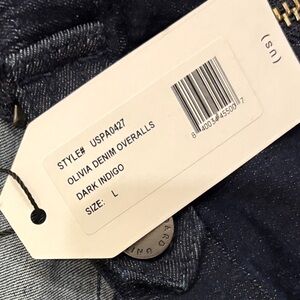 STYLE# USPA0427
OLIVIA DENIM OVERALLS
DARK INDIGO
SIZE: L
(sn)